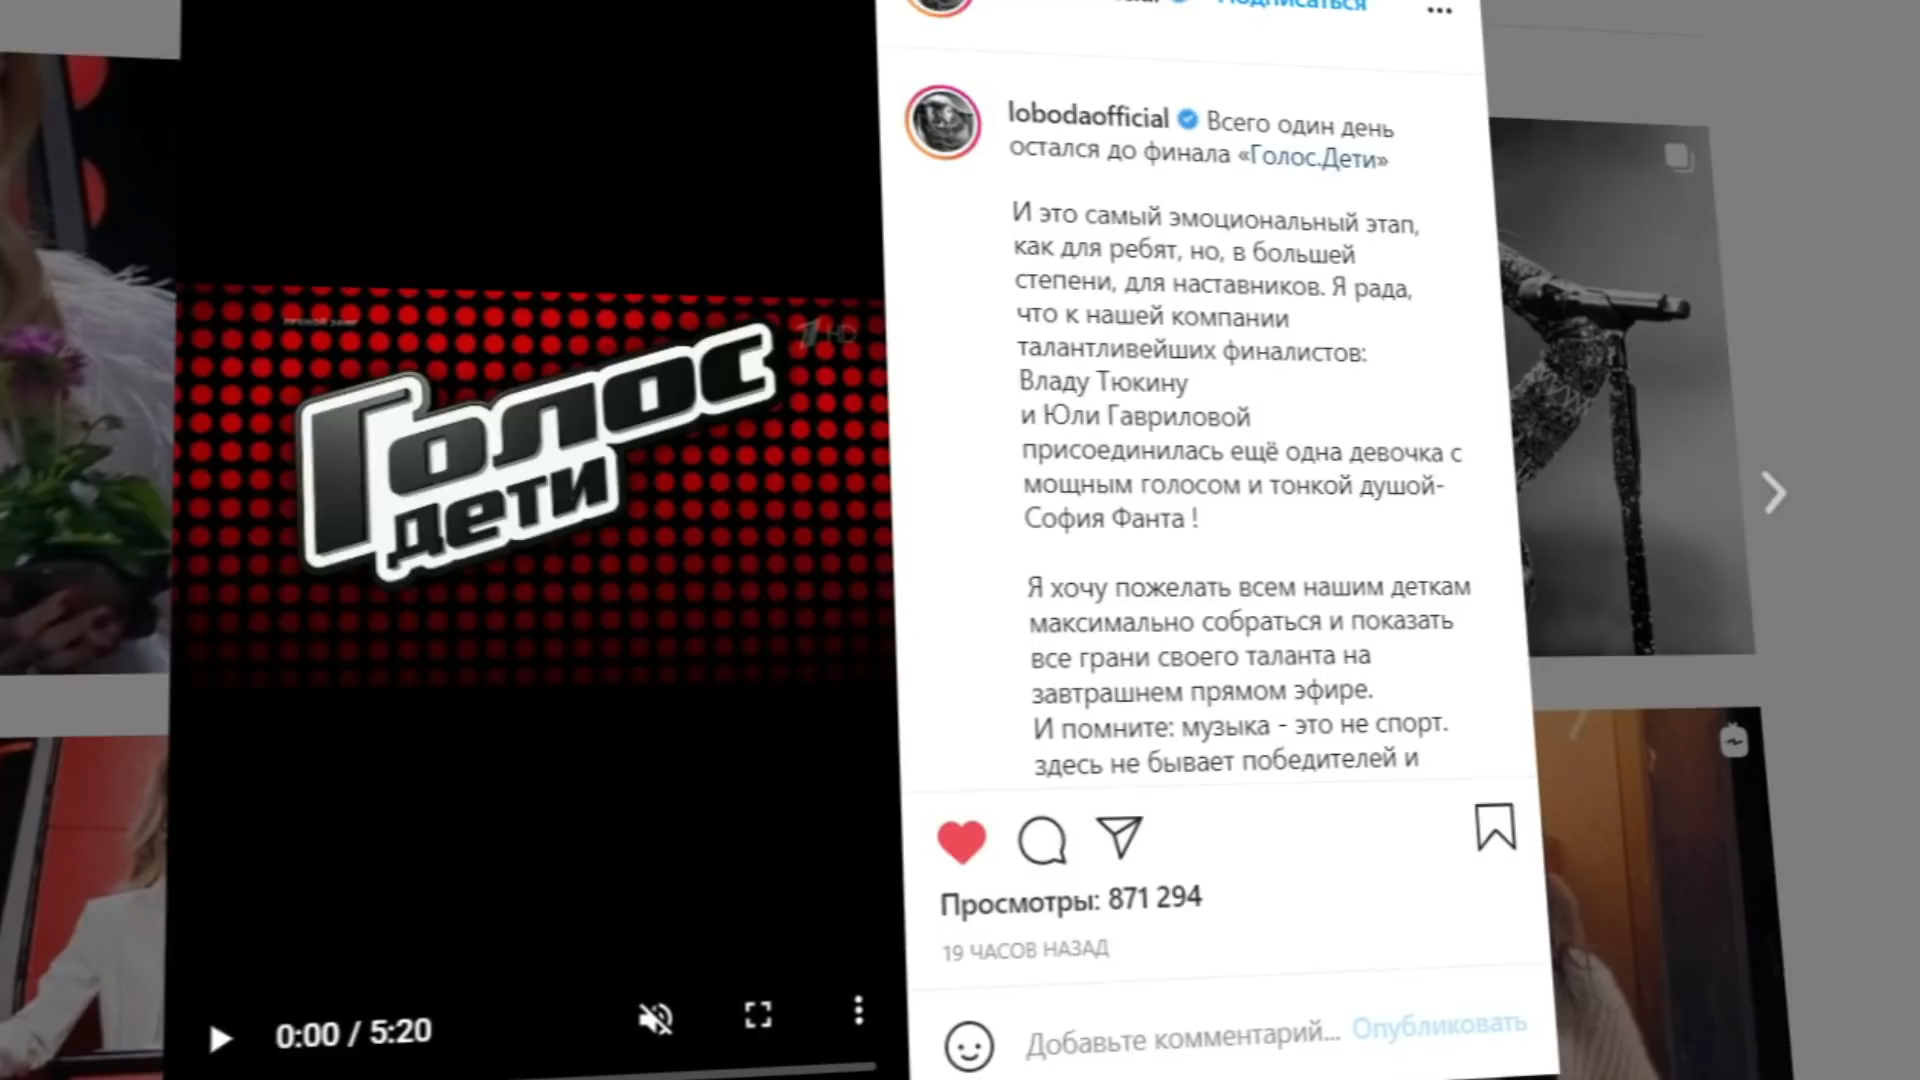 Подписаться
lobodaofficial Всего один день
остался до финала «Голос.Дети»
И это самый эмоциональный этап,
как для ребят, но, в большей
степени, для наставников. Я рада,
что к нашей компании
талантливейших финалистов:
Владу Тюкину
и Юли Гавриловой
присоединилась ещё одна девочка с
мощным голосом и тонкой душой-
София Фанта !
Я хочу пожелать всем нашим деткам
максимально собраться и показать
все грани своего таланта на
завтрашнем прямом эфире.
И помните: музыка - это не спорт.
здесь не бывает победителей и
Просмотры: 871 294
19 ЧАСОВ НАЗАД
Добавьте комментарий... Опубликовать
прямой эфир
HD
Голос
дети
0:00 / 5:20